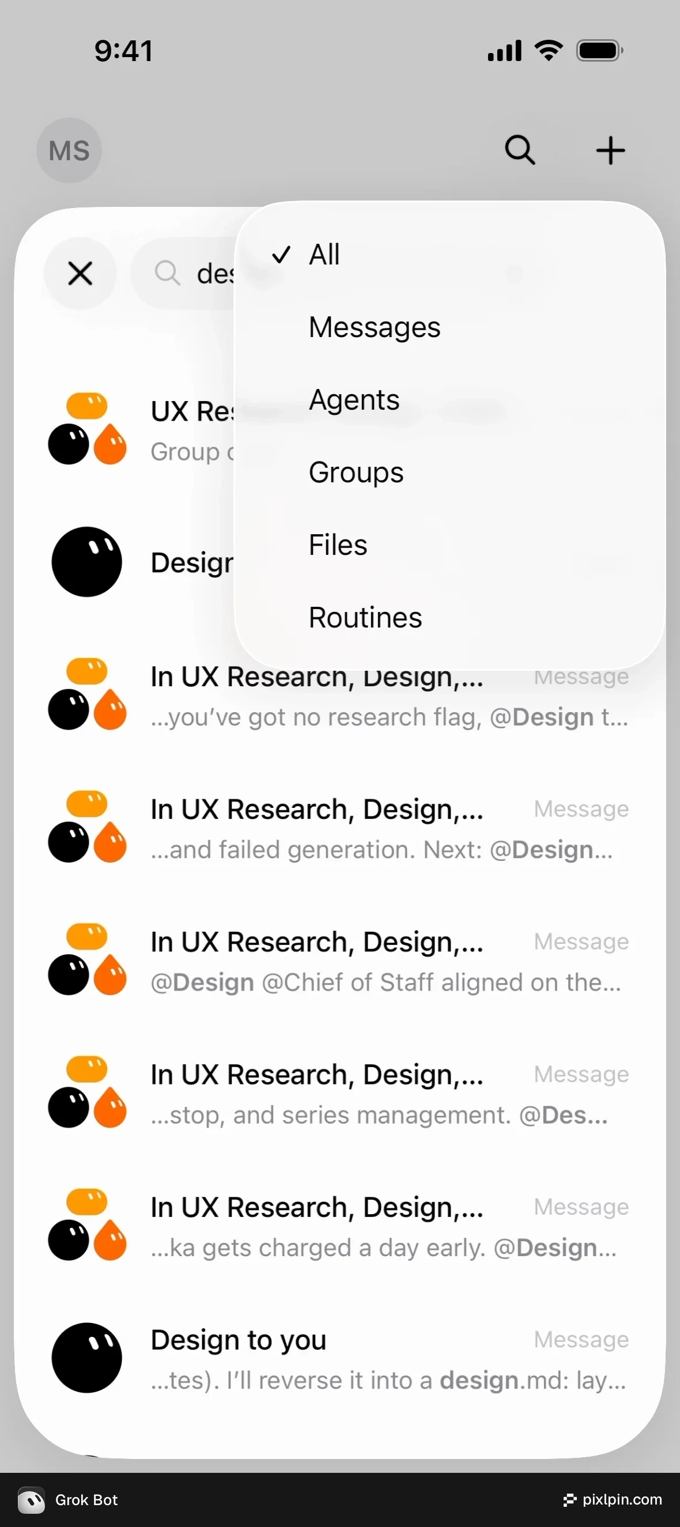 9:41
MS
des
All
Messages
Agents
Groups
Files
Routines
UX Res
Group
Design
In UX Research, Design,... Message
...you’ve got no research flag, @Design t...
In UX Research, Design,... Message
...and failed generation. Next: @Design...
In UX Research, Design,... Message
@Design @Chief of Staff aligned on the...
In UX Research, Design,... Message
...stop, and series management. @Des...
In UX Research, Design,... Message
...ka gets charged a day early. @Design...
Design to you Message
...tes). I’ll reverse it into a design.md: lay...
Grok Bot
pixlpin.com